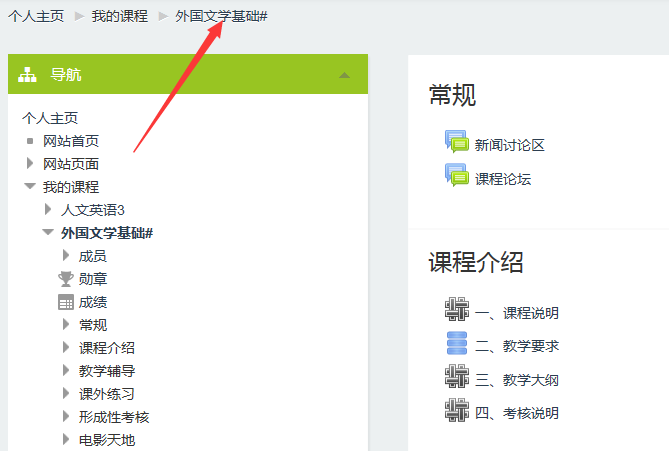 个人主页 我的课程 外国文学基础#
导航
个人主页
网站首页
网站页面
我的课程
人文英语3
外国文学基础#
成员
勋章
成绩
常规
课程介绍
教学辅导
课外练习
形成性考核
电影天地
常规
新闻讨论区
课程论坛
课程介绍
一、课程说明
二、教学要求
三、教学大纲
四、考核说明